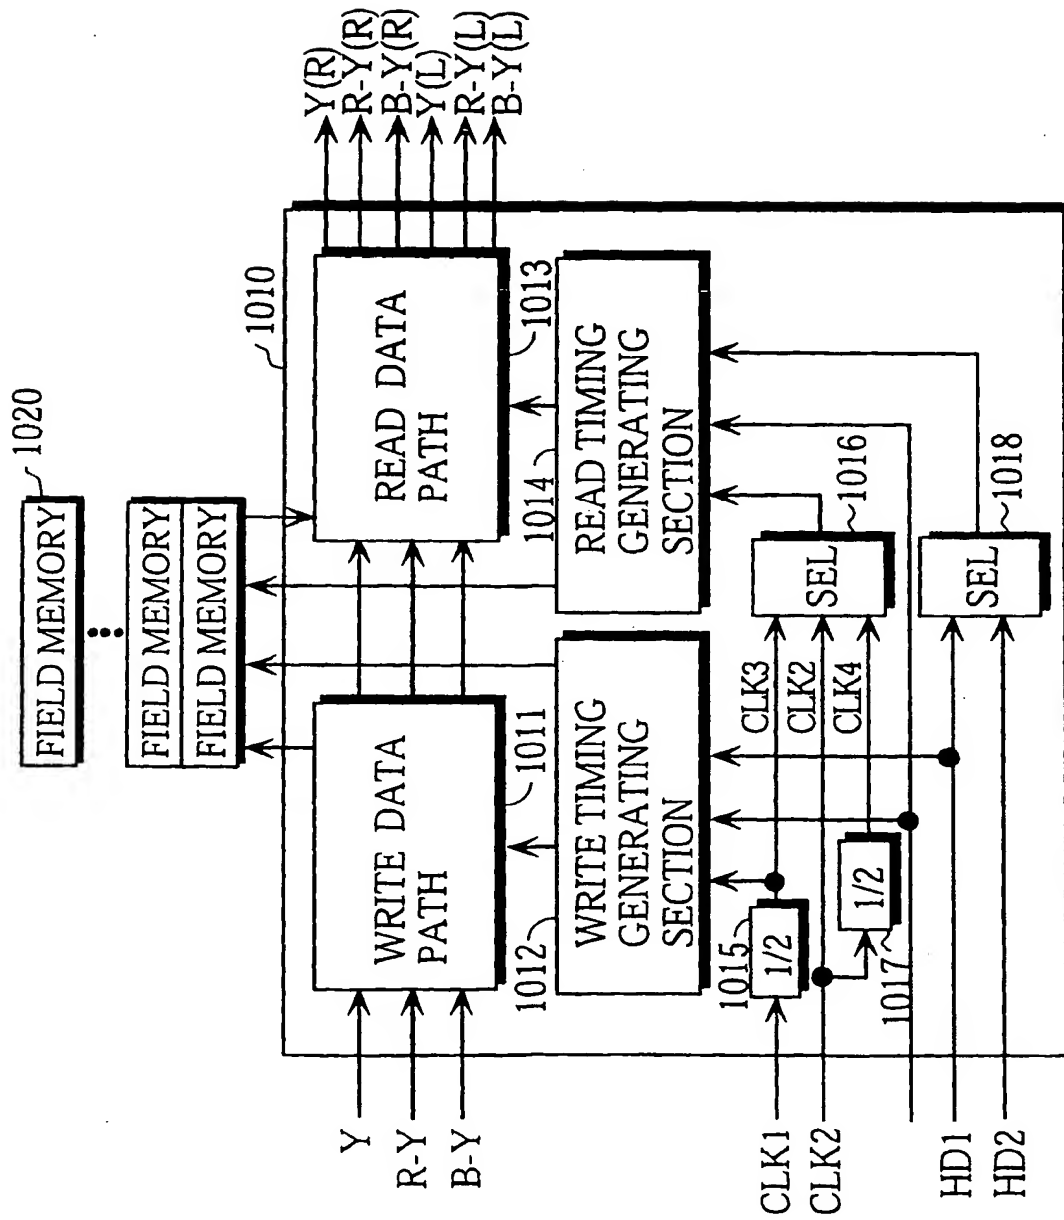 1020
FIELD MEMORY
FIELD MEMORY
FIELD MEMORY
1010
Y
R-Y
B-Y
WRITE DATA
PATH
1011
READ DATA
PATH
1013
Y(R)
R-Y(R)
B-Y(R)
Y(L)
R-Y(L)
B-Y(L)
1012
WRITE TIMING
GENERATING
SECTION
1014
READ TIMING
GENERATING
SECTION
CLK1
CLK2
1015
1/2
1/2
1017
CLK3
CLK2
CLK4
SEL
1016
HD1
HD2
SEL
1018